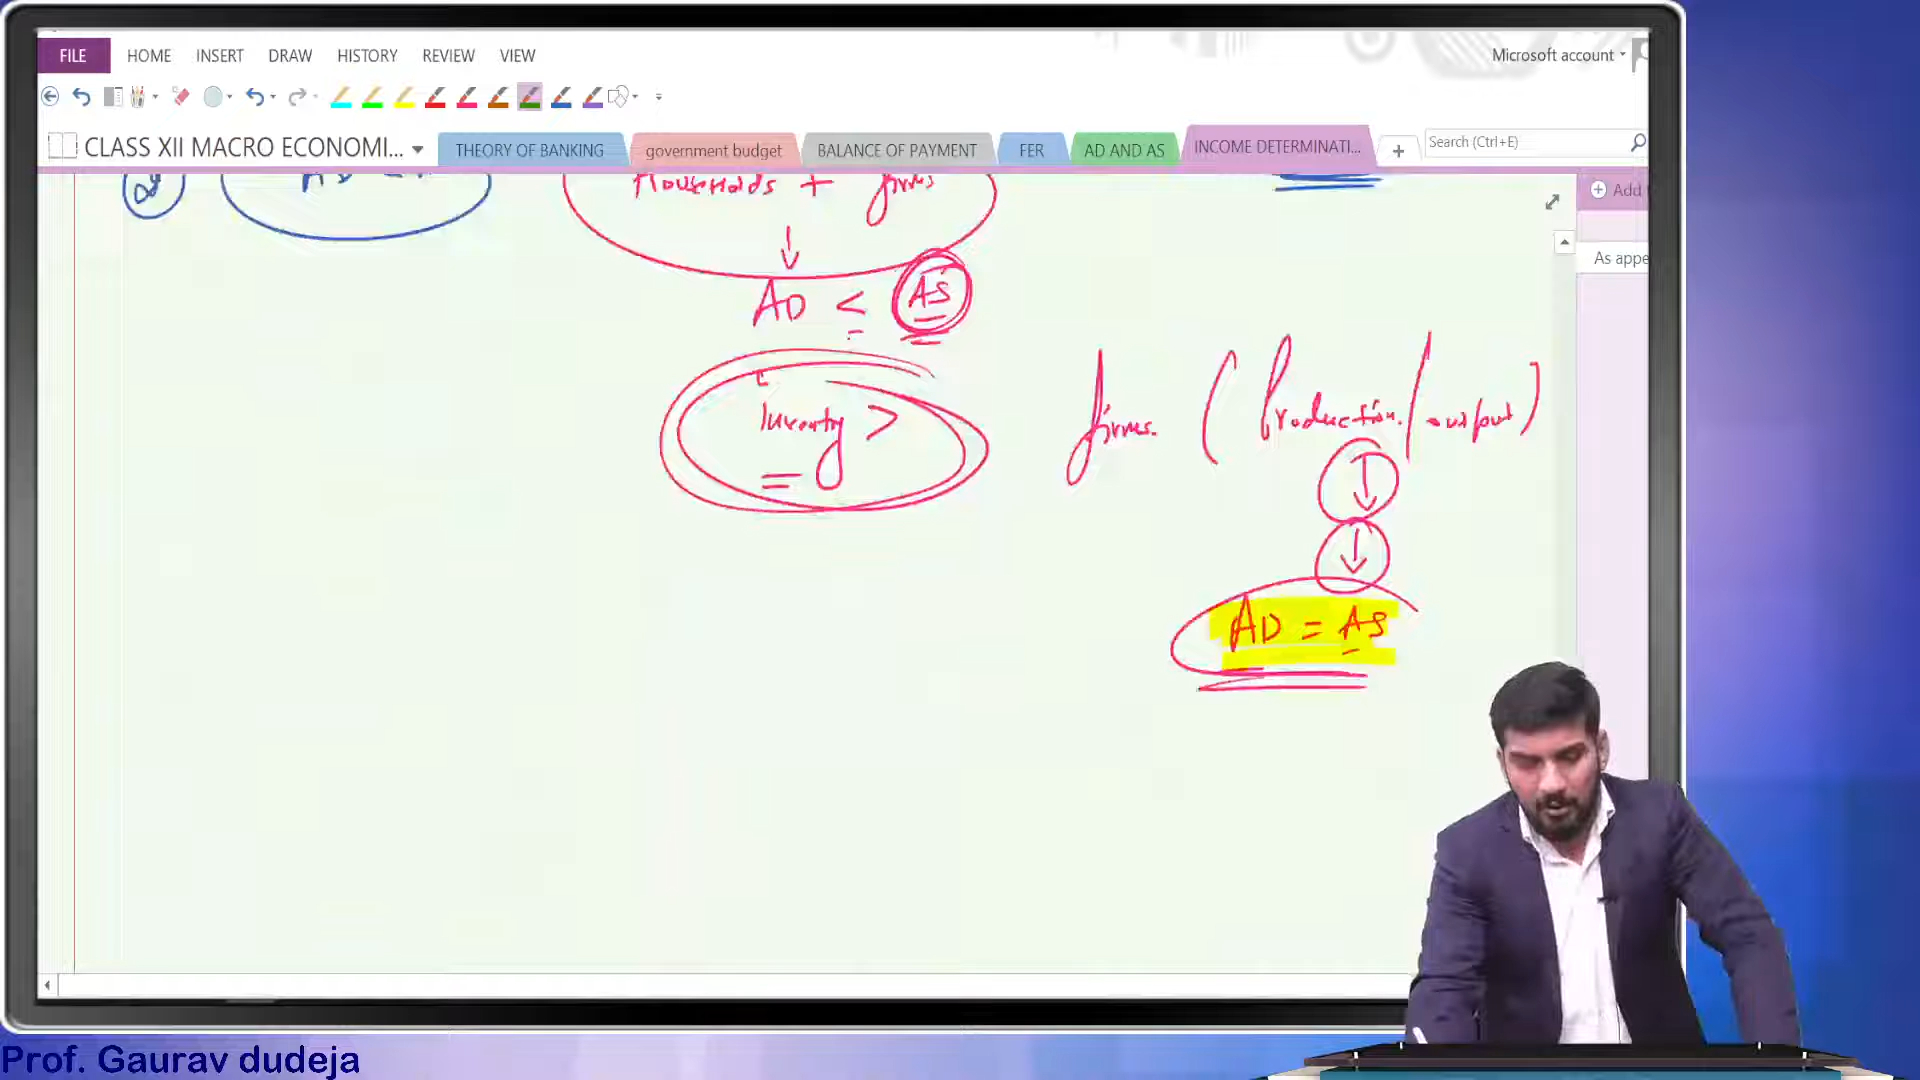 FILE HOME INSERT DRAW HISTORY REVIEW VIEW Microsoft account
CLASS XII MACRO ECONOMI... THEORY OF BANKING government budget BALANCE OF PAYMENT FER AD AND AS INCOME DETERMINATI... + Search (Ctrl+E)
Households + firms
Add
As appe
AD < AS
Inventory >
firms. (Production/output)
AD = AS
Prof. Gaurav dudeja